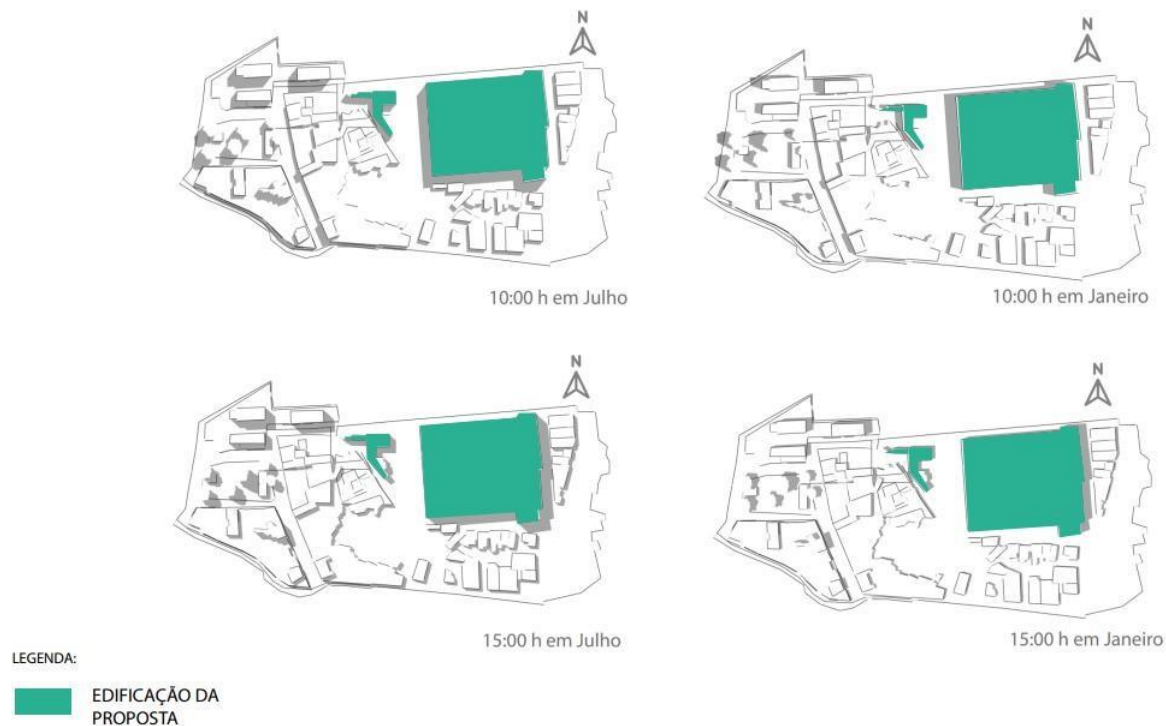 N
N
10:00 h em Julho
10:00 h em Janeiro
N
N
15:00 h em Julho
15:00 h em Janeiro
LEGENDA:
EDIFICAÇÃO DA
PROPOSTA